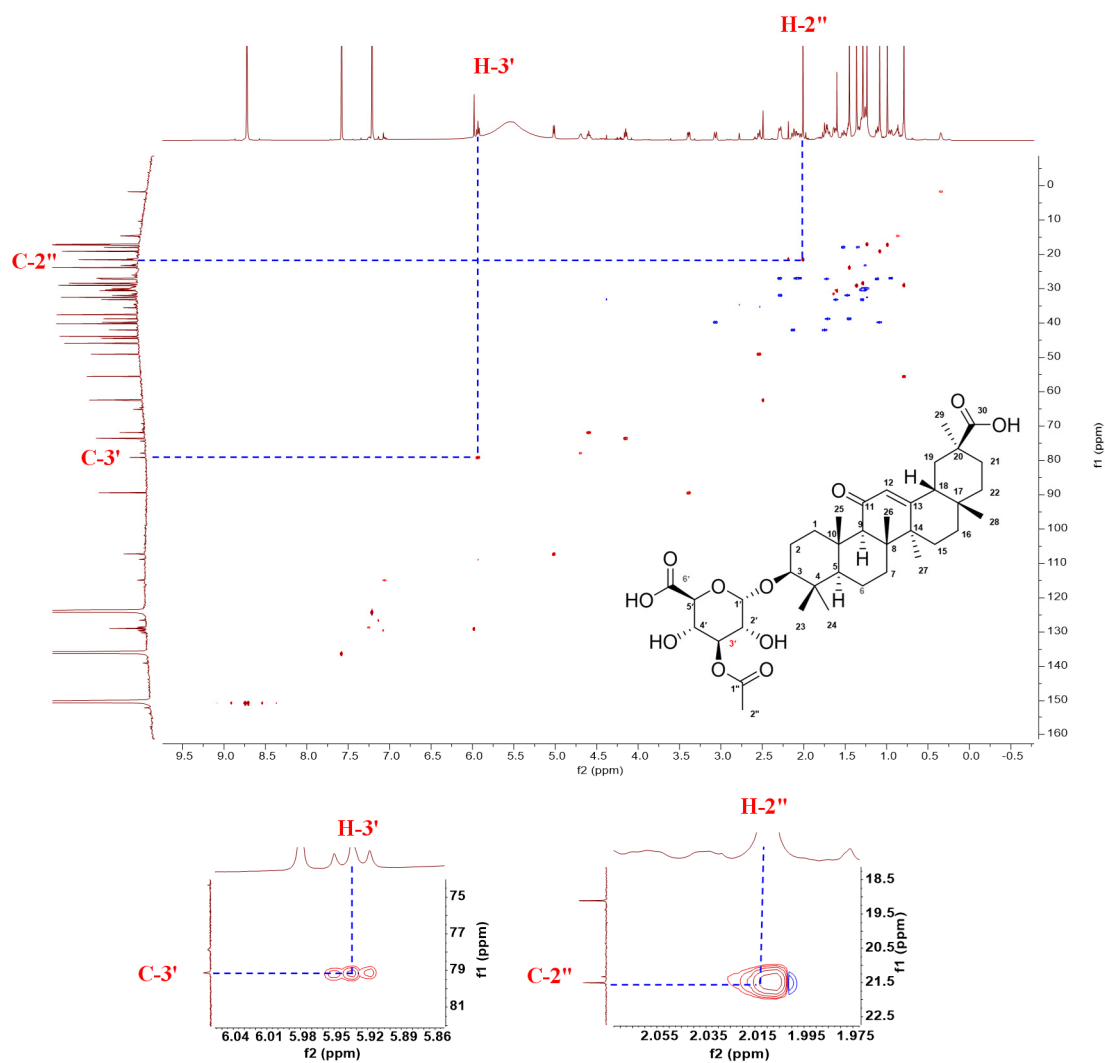 H-2"
H-3'
C-2"
C-3'
0
10
20
30
40
50
60
70
80
90
100
110
120
130
140
150
160
f1 (ppm)
9.5 9.0 8.5 8.0 7.5 7.0 6.5 6.0 5.5 5.0 4.5 4.0 3.5 3.0 2.5 2.0 1.5 1.0 0.5 0.0 -0.5
f2 (ppm)
O
29 30 OH
19 20 21
H
O 12 18 17 22
11 13
25 26 28
1 9 14 16
10 8 15
2 27
O 3 5 7
6' 4 6
HO 5' O 1' O H
4' 2' 23 24
HO 3' OH
O O
1"
2"
H-3'
C-3'
75
77
79
81
f1 (ppm)
6.04 6.01 5.98 5.95 5.92 5.89 5.86
f2 (ppm)
H-2"
C-2"
18.5
19.5
20.5
21.5
22.5
f1 (ppm)
2.055 2.035 2.015 1.995 1.975
f2 (ppm)